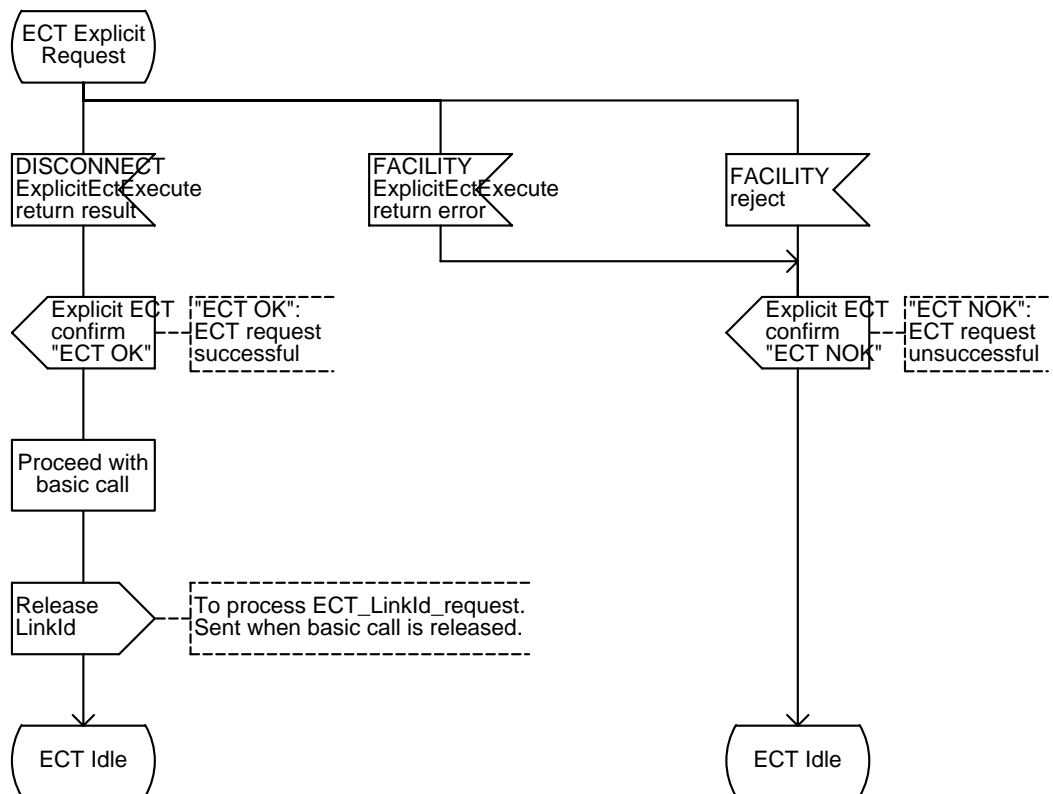 ECT Explicit
Request
DISCONNECT
ExplicitEctExecute
return result
FACILITY
ExplicitEctExecute
return error
FACILITY
reject
Explicit ECT
confirm
"ECT OK"
"ECT OK":
ECT request
successful
Explicit ECT
confirm
"ECT NOK"
"ECT NOK":
ECT request
unsuccessful
Proceed with
basic call
Release
LinkId
To process ECT_LinkId_request.
Sent when basic call is released.
ECT Idle
ECT Idle